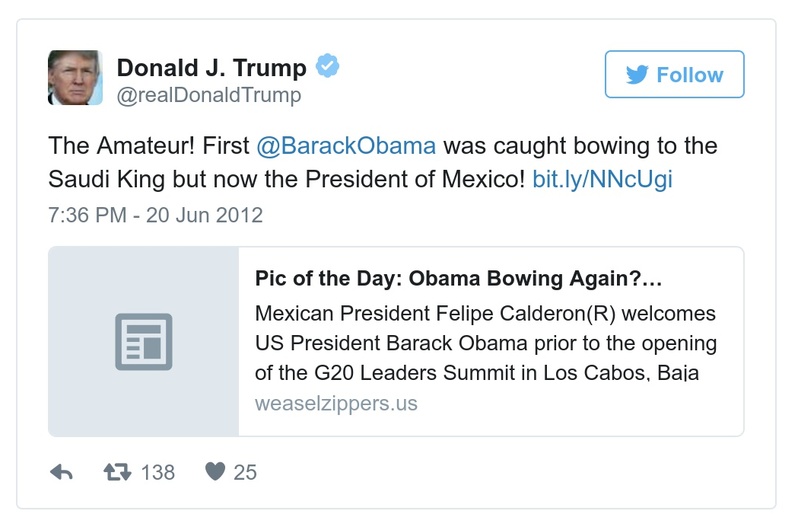 Donald J. Trump
Follow
@realDonaldTrump
The Amateur! First @BarackObama was caught bowing to the
Saudi King but now the President of Mexico! bit.ly/NNcUgi
7:36 PM - 20 Jun 2012
Pic of the Day: Obama Bowing Again?...
Mexican President Felipe Calderon(R) welcomes
US President Barack Obama prior to the opening
of the G20 Leaders Summit in Los Cabos, Baja
weaselzippers.us
138
25